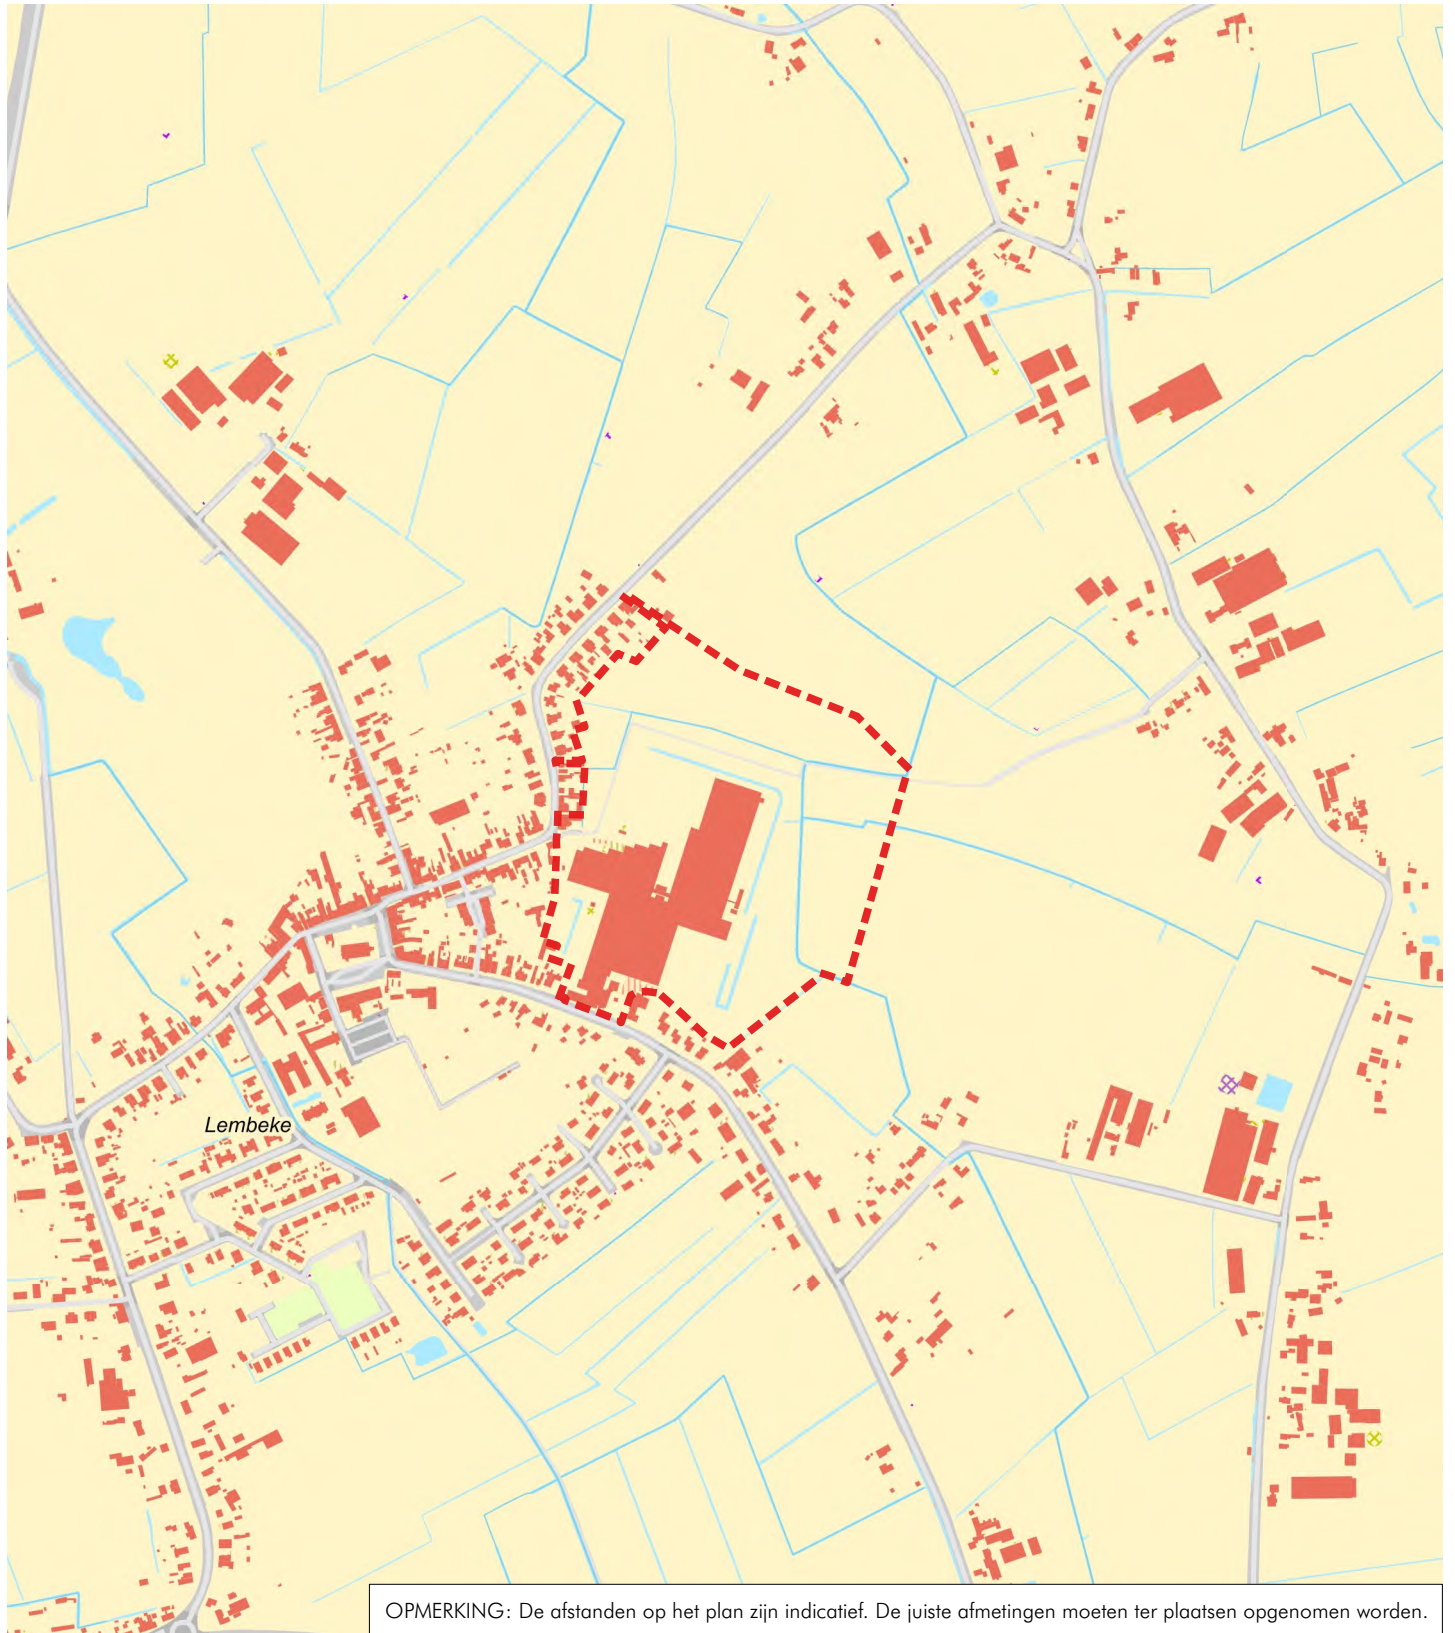 Lembeke
OPMERKING: De afstanden op het plan zijn indicatief. De juiste afmetingen moeten ter plaatsen opgenomen worden.